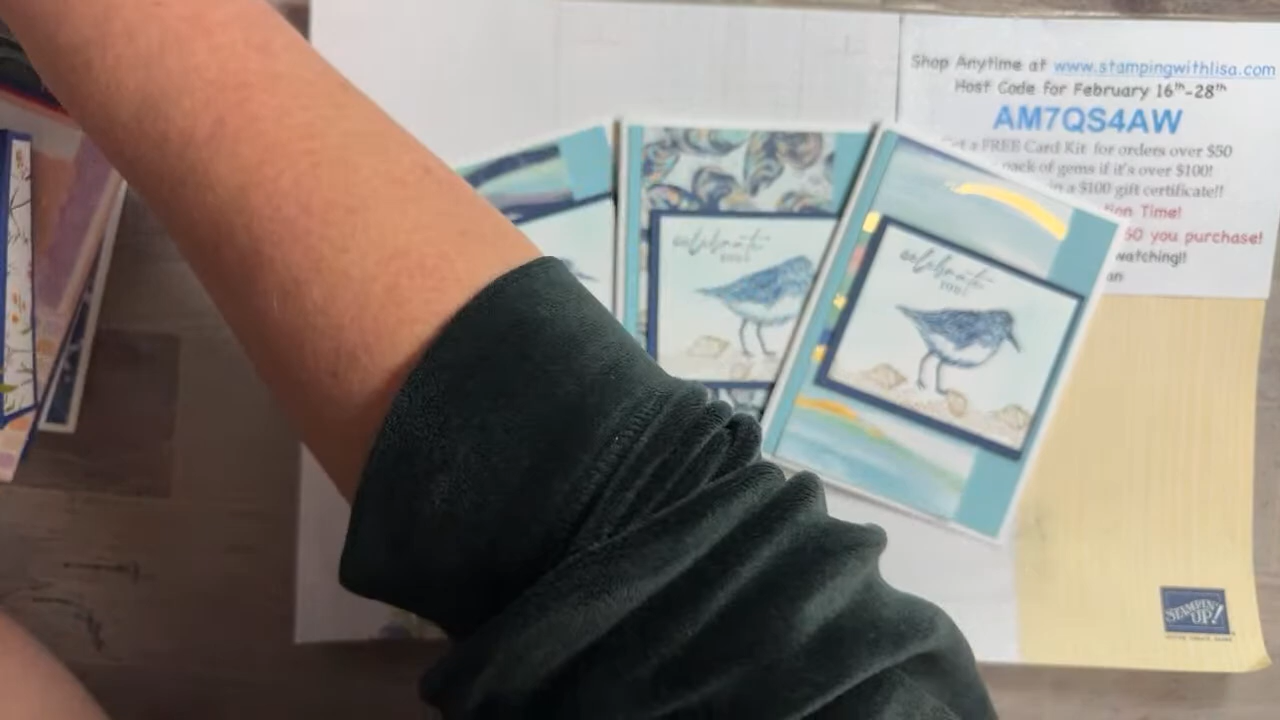 Shop Anytime at www.stampingwithlisa.com
Host Code for February 16th-28th
AM7QS4AW
a FREE Card Kit for orders over $50
pack of gems if it's over $100!
in a $100 gift certificate!!
Time!
you purchase!
watching!!
celebrate
YOU!
celebrate
YOU!
STAMPIN' UP!